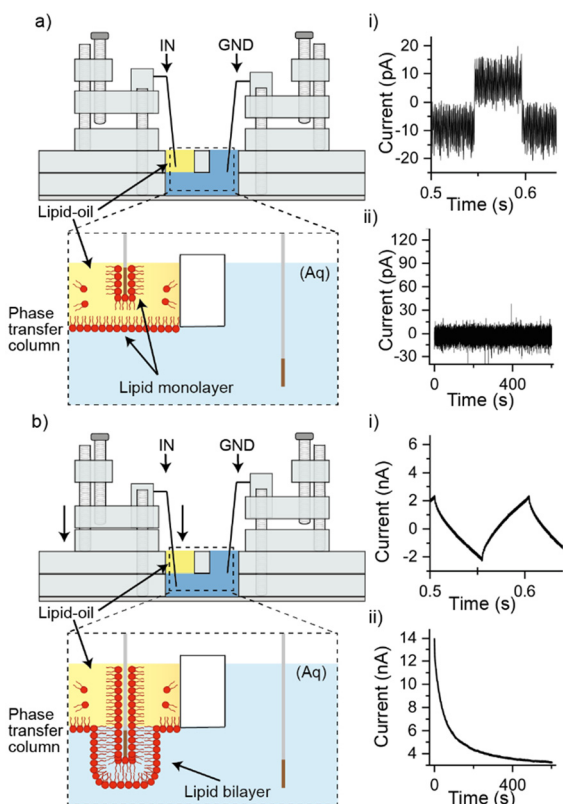 a)
IN
GND
Lipid-oil
(Aq)
Phase
transfer
column
Lipid monolayer
i)
Current (pA)
20
10
0
-10
-20
0.5
0.6
Time (s)
ii)
Current (pA)
120
90
60
30
0
-30
0
400
Time (s)
b)
IN
GND
Lipid-oil
(Aq)
Phase
transfer
column
Lipid bilayer
i)
Current (nA)
4
2
0
-2
0.5
0.6
Time (s)
ii)
Current (nA)
14
12
10
8
6
4
0
400
Time (s)